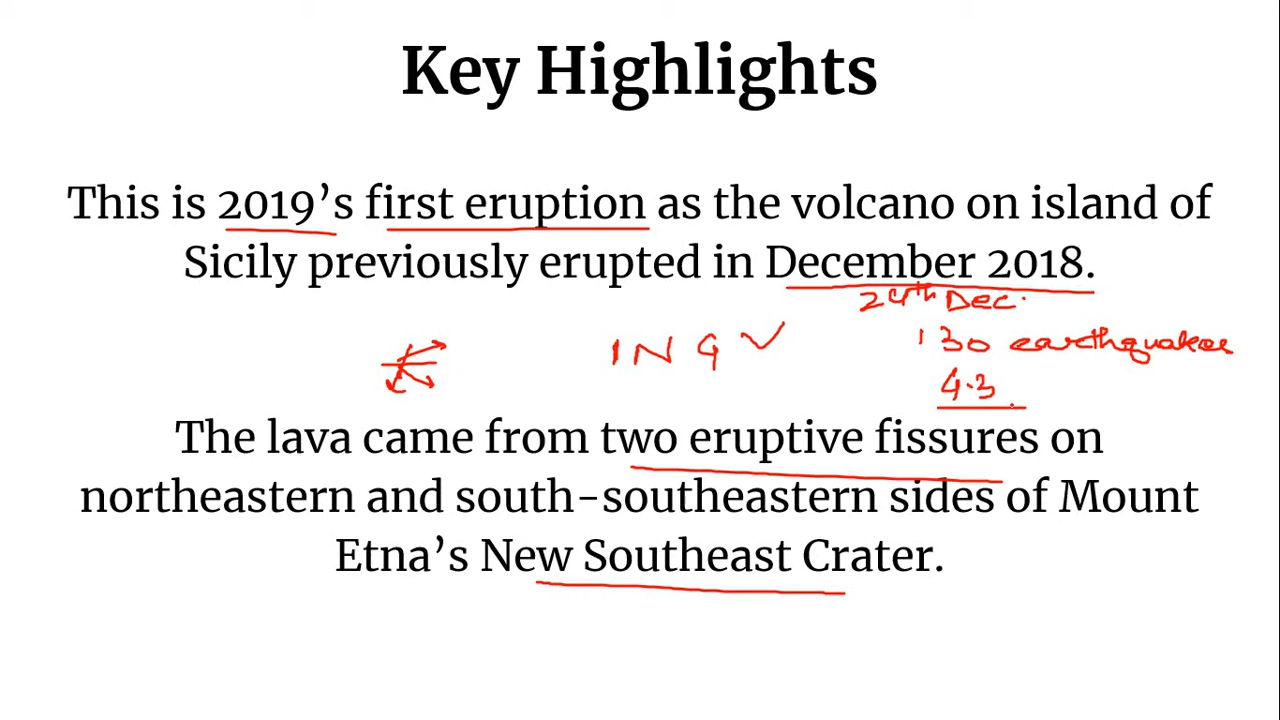 Key Highlights
This is 2019’s first eruption as the volcano on island of
Sicily previously erupted in December 2018.
24th Dec.
INGV
130 earthquakes
4.3
The lava came from two eruptive fissures on
northeastern and south-southeastern sides of Mount
Etna’s New Southeast Crater.